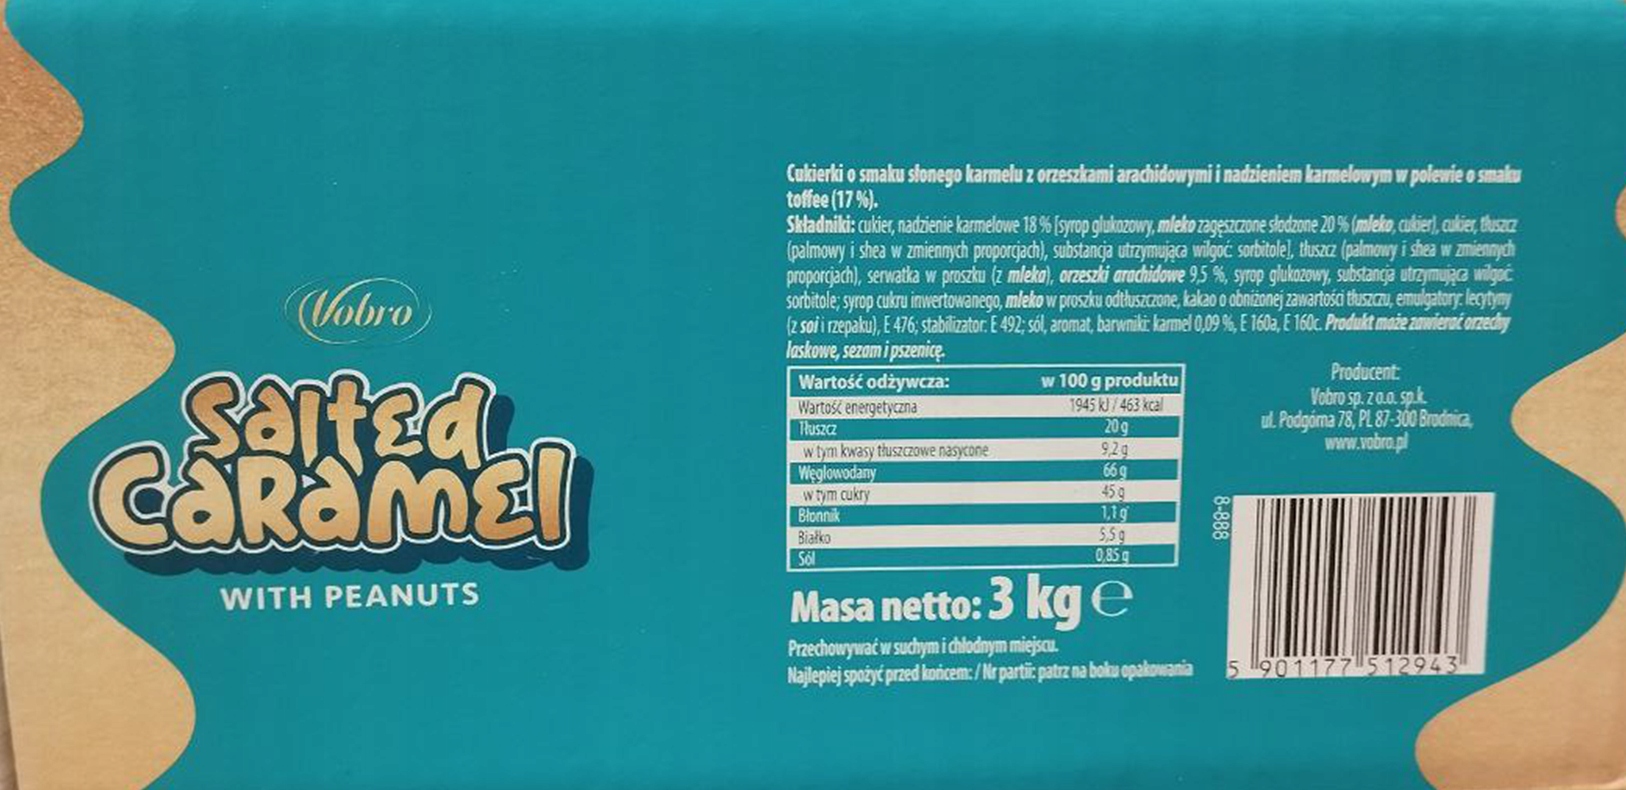 Vobro
Salted
Caramel
WITH PEANUTS
Cukierki o smaku słonego karmelu z orzeszkami arachidowymi i nadzieniem karmelowym w polewie o smaku
toffee (17 %).
Składniki: cukier, nadzienie karmelowe 18 % [syrop glukozowy, mleko zagęszczone słodzone 20 % (mleko, cukier), cukier, tłuszcz
(palmowy i shea w zmiennych proporcjach), substancja utrzymująca wilgoć: sorbitole], tłuszcz (palmowy i shea w zmiennych
proporcjach), serwatka w proszku (z mleka), orzeszki arachidowe 9,5 %, syrop glukozowy, substancja utrzymująca wilgoć:
sorbitole; syrop cukru inwertowanego, mleko w proszku odtłuszczone, kakao o obniżonej zawartości tłuszczu, emulgatory: lecytyny
(z soi i rzepaku), E 476; stabilizator: E 492; sól, aromat, barwniki: karmel 0,09 %, E 160a, E 160c. Produkt może zawierać orzechy
laskowe, sezam i pszenicę.
Wartość odżywcza: w 100 g produktu
Wartość energetyczna 1945 kJ / 463 kcal
Tłuszcz 20 g
w tym kwasy tłuszczowe nasycone 9,2 g
Węglowodany 66 g
w tym cukry 45 g
Błonnik 1,1 g
Białko 5,5 g
Sól 0,85 g
Masa netto: 3 kg ℮
Przechowywać w suchym i chłodnym miejscu.
Najlepiej spożyć przed końcem: / Nr partii: patrz na boku opakowania
Producent:
Vobro sp. z o.o. sp.k.
ul. Podgórna 78, PL 87-300 Brodnica,
www.vobro.pl
8-888
5 901177 512943